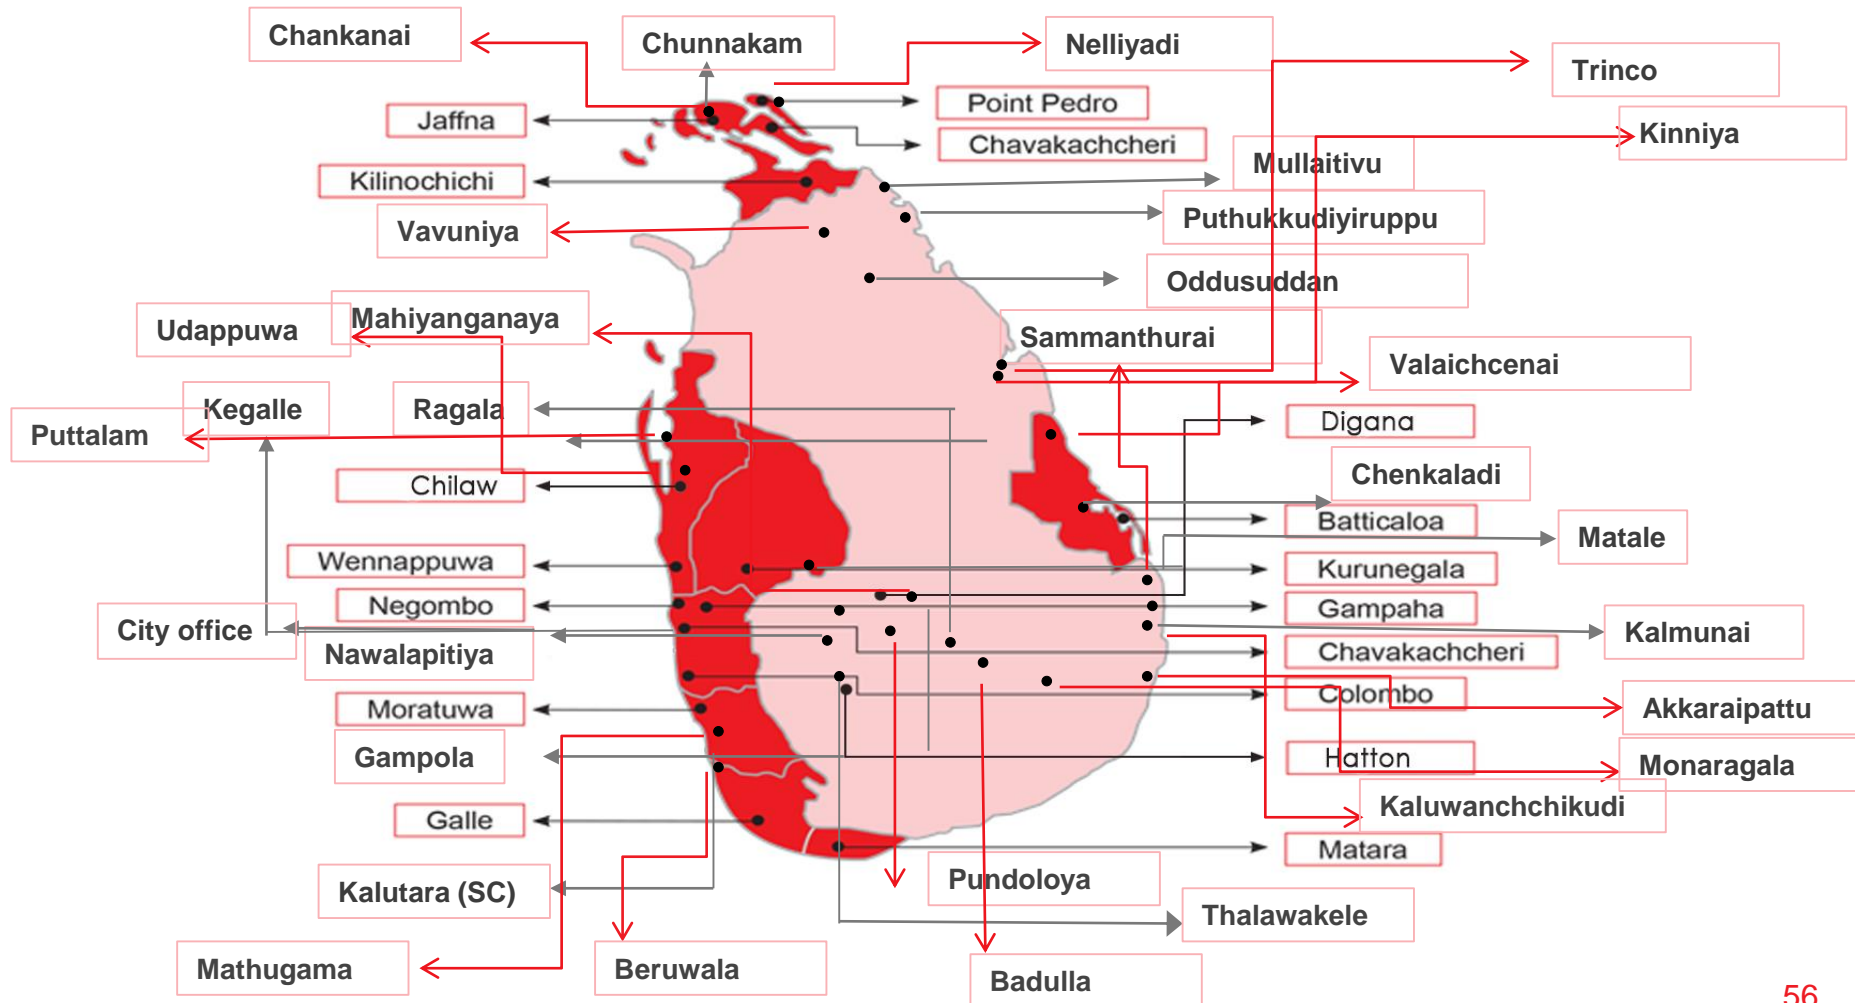 Chankanai
Chunnakam
Nelliyadi
Trinco
Jaffna
Point Pedro
Kinniya
Chavakachcheri
Mullaitivu
Kilinochichi
Puthukkudiyiruppu
Vavuniya
Oddusuddan
Udappuwa
Mahiyanganaya
Sammanthurai
Valaichcenai
Kegalle
Ragala
Puttalam
Digana
Chenkaladi
Chilaw
Batticaloa
Matale
Wennappuwa
Kurunegala
Negombo
Gampaha
City office
Kalmunai
Nawalapitiya
Chavakachcheri
Colombo
Moratuwa
Akkaraipattu
Gampola
Hatton
Monaragala
Kaluwanchchikudi
Galle
Matara
Kalutara (SC)
Pundoloya
Thalawakele
Mathugama
Beruwala
Badulla
56